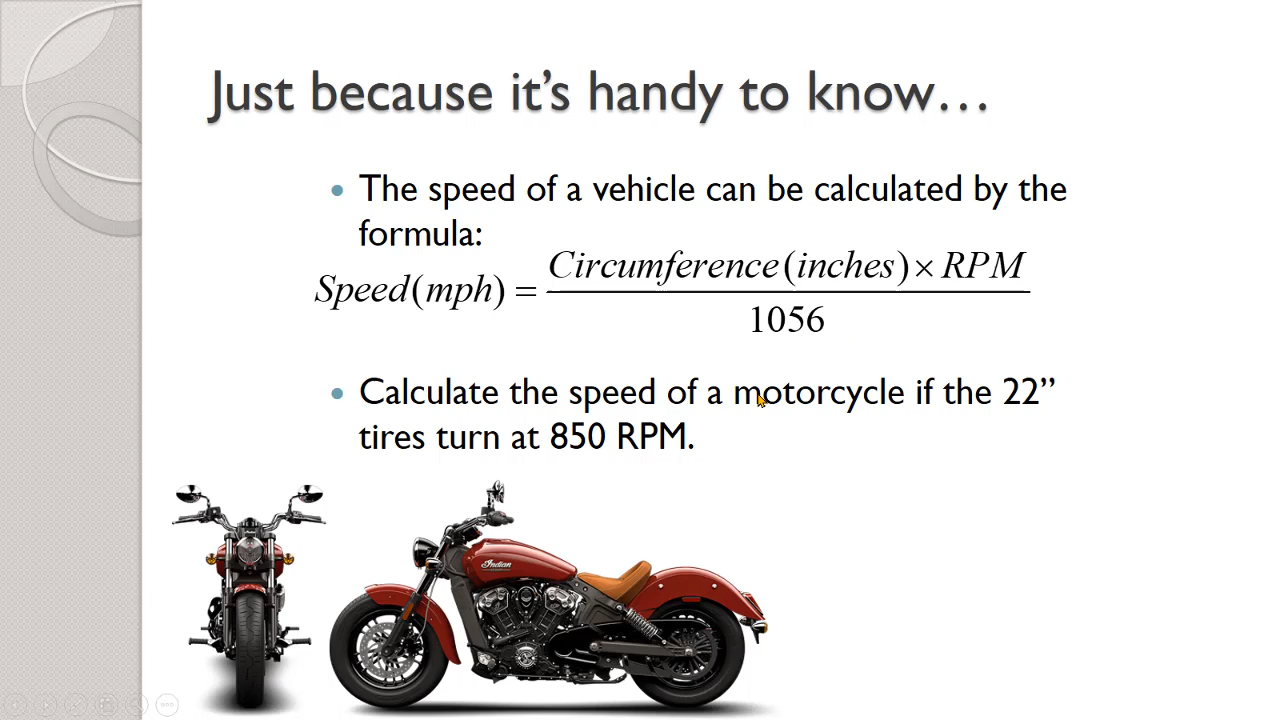 Just because it’s handy to know…
• The speed of a vehicle can be calculated by the
formula:
Speed(mph) = Circumference(inches) × RPM / 1056
• Calculate the speed of a motorcycle if the 22”
tires turn at 850 RPM.
Indian